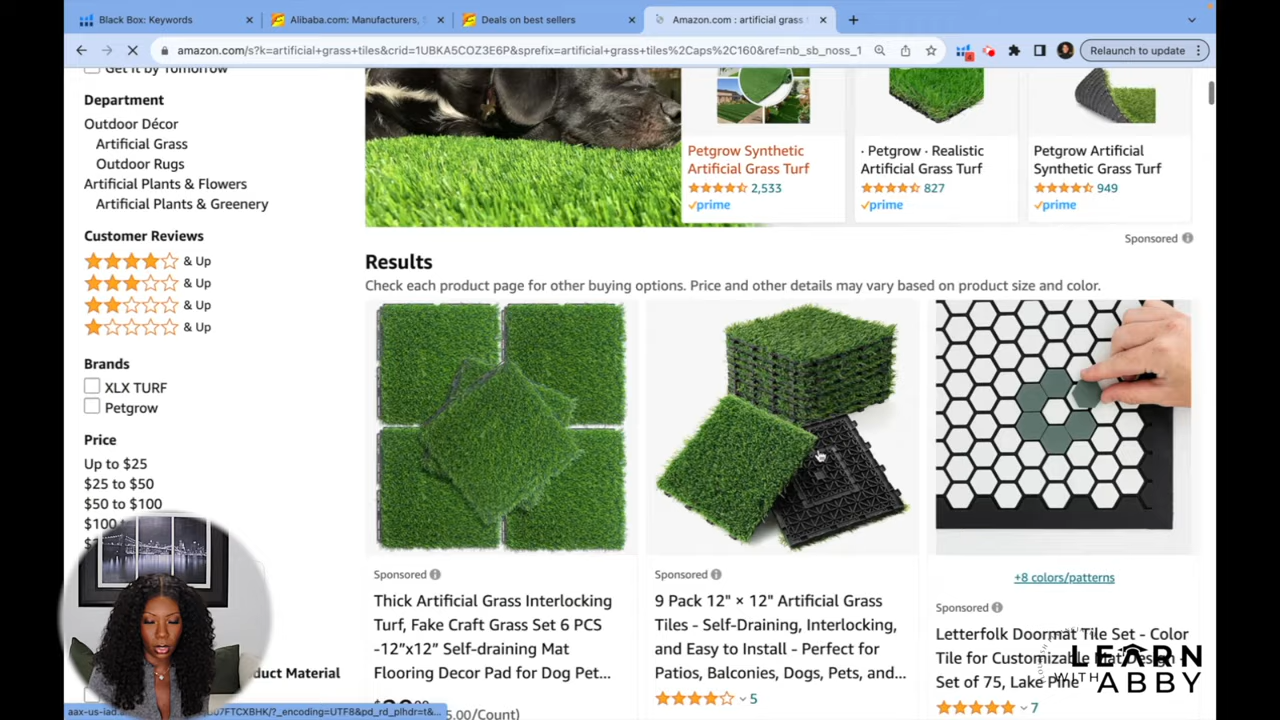 Black Box: Keywords
Alibaba.com: Manufacturers, S
Deals on best sellers
Amazon.com : artificial grass t
amazon.com/s?k=artificial+grass+tiles&crid=1UBKA5COZ3E6P&sprefix=artificial+grass+tiles%2Caps%2C160&ref=nb_sb_noss_1
Relaunch to update
Get It by Tomorrow
Department
Outdoor Décor
Artificial Grass
Outdoor Rugs
Artificial Plants & Flowers
Artificial Plants & Greenery
Customer Reviews
& Up
& Up
& Up
& Up
Brands
XLX TURF
Petgrow
Price
Up to $25
$25 to $50
$50 to $100
$100
duct Material
Petgrow Synthetic
Artificial Grass Turf
2,533
prime
· Petgrow · Realistic
Artificial Grass Turf
827
prime
Petgrow Artificial
Synthetic Grass Turf
949
prime
Sponsored
Results
Check each product page for other buying options. Price and other details may vary based on product size and color.
Sponsored
Thick Artificial Grass Interlocking
Turf, Fake Craft Grass Set 6 PCS
-12”x12” Self-draining Mat
Flooring Decor Pad for Dog Pet...
5.00/Count)
Sponsored
9 Pack 12" × 12" Artificial Grass
Tiles - Self-Draining, Interlocking,
and Easy to Install - Perfect for
Patios, Balconies, Dogs, Pets, and...
5
+8 colors/patterns
Sponsored
Letterfolk Doormat Tile Set - Color
Tile for Customizable Mat Design -
Set of 75, Lake Pine
7
LEARN
WITH
ABBY